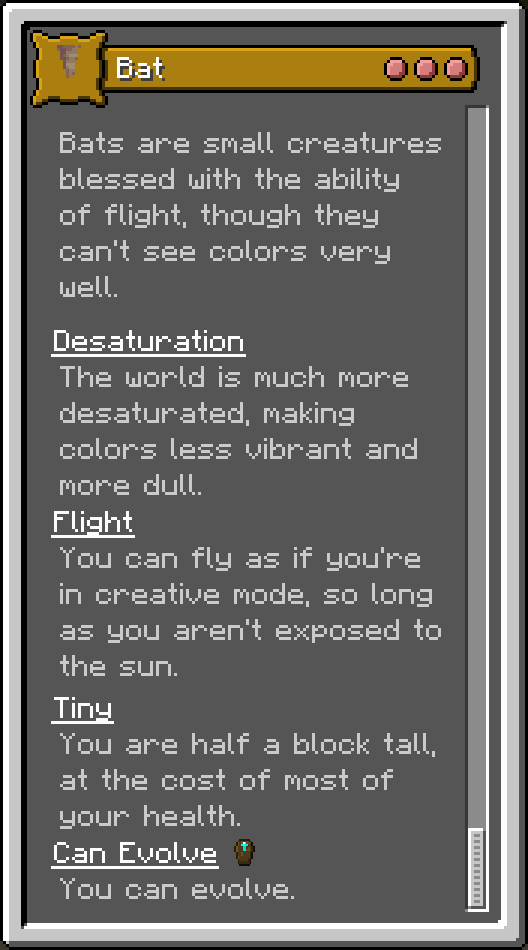 Bat
Bats are small creatures
blessed with the ability
of flight, though they
can't see colors very
well.
Desaturation
The world is much more
desaturated, making
colors less vibrant and
more dull.
Flight
You can fly as if you're
in creative mode, so long
as you aren't exposed to
the sun.
Tiny
You are half a block tall,
at the cost of most of
your health.
Can Evolve
You can evolve.